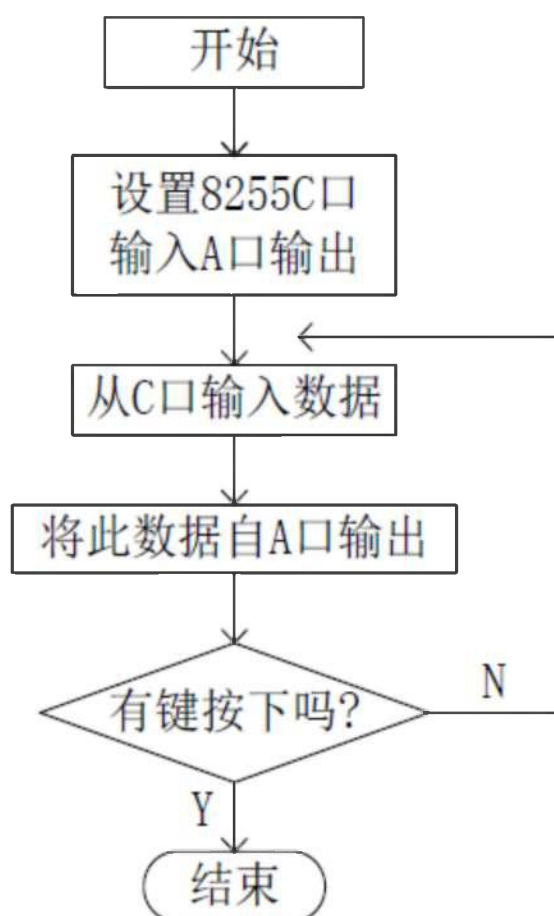 开始
设置8255C口
输入A口输出
从C口输入数据
将此数据自A口输出
有键按下吗?
N
Y
结束